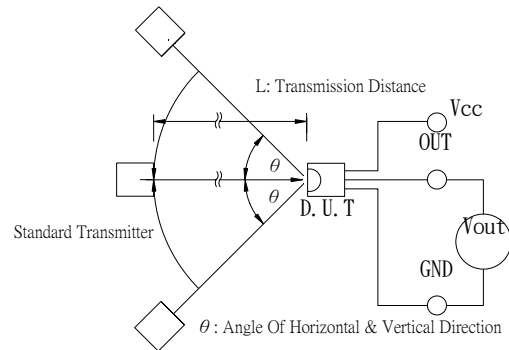 L: Transmission Distance
Vcc
OUT
θ
θ
D.U.T
Standard Transmitter
Vout
GND
θ: Angle Of Horizontal & Vertical Direction